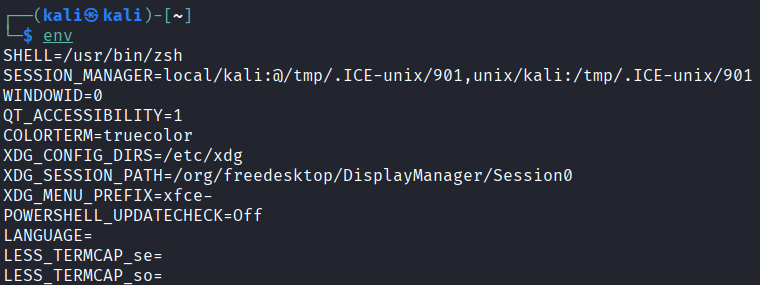 ┌──(kali㉿kali)-[~]
└─$ env
SHELL=/usr/bin/zsh
SESSION_MANAGER=local/kali:@/tmp/.ICE-unix/901,unix/kali:/tmp/.ICE-unix/901
WINDOWID=0
QT_ACCESSIBILITY=1
COLORTERM=truecolor
XDG_CONFIG_DIRS=/etc/xdg
XDG_SESSION_PATH=/org/freedesktop/DisplayManager/Session0
XDG_MENU_PREFIX=xfce-
POWERSHELL_UPDATECHECK=Off
LANGUAGE=
LESS_TERMCAP_se=
LESS_TERMCAP_so=